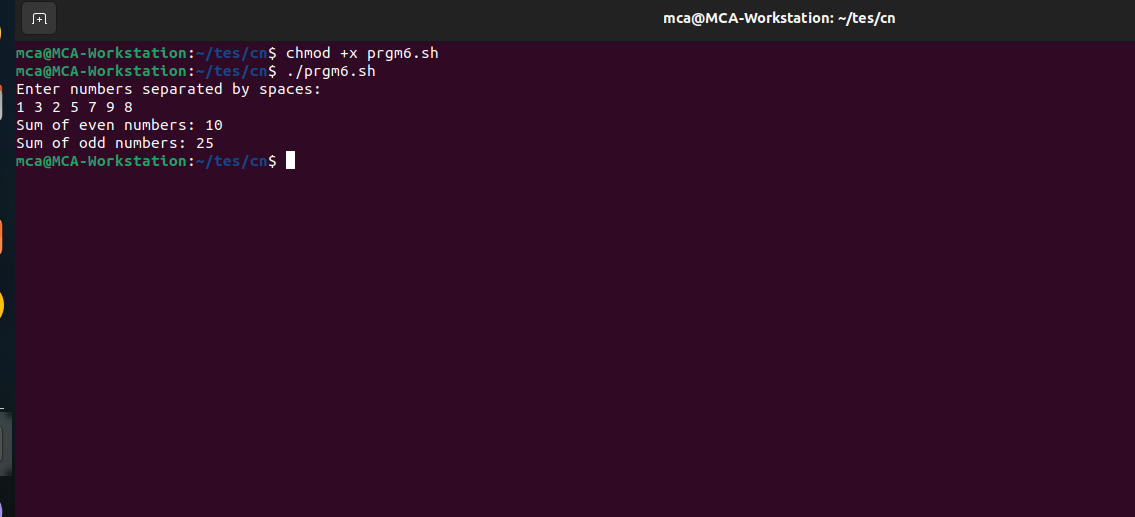 mca@MCA-Workstation: ~/tes/cn
mca@MCA-Workstation:~/tes/cn$ chmod +x prgm6.sh
mca@MCA-Workstation:~/tes/cn$ ./prgm6.sh
Enter numbers separated by spaces:
1 3 2 5 7 9 8
Sum of even numbers: 10
Sum of odd numbers: 25
mca@MCA-Workstation:~/tes/cn$